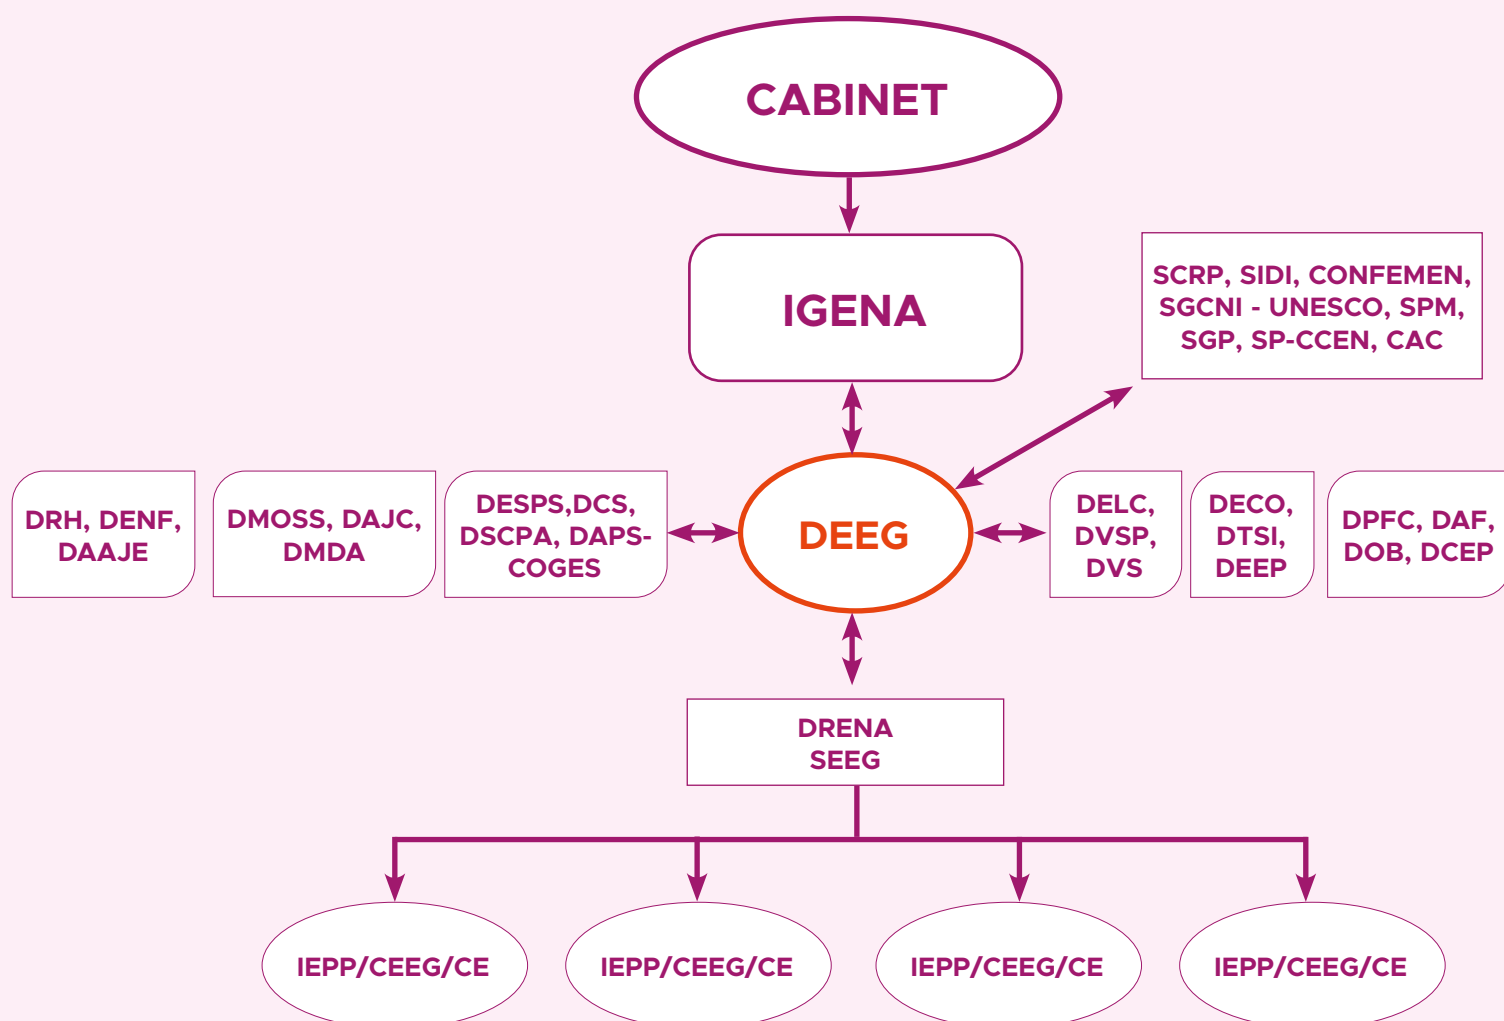 CABINET
IGENA
SCRP, SIDI, CONFEMEN,
SGCNI - UNESCO, SPM,
SGP, SP-CCEN, CAC
DRH, DENF,
DAAJE
DMOSS, DAJC,
DMDA
DESPS,DCS,
DSCPA, DAPS-
COGES
DEEG
DELC,
DVSP,
DVS
DECO,
DTSI,
DEEP
DPFC, DAF,
DOB, DCEP
DRENA
SEEG
IEPP/CEEG/CE
IEPP/CEEG/CE
IEPP/CEEG/CE
IEPP/CEEG/CE